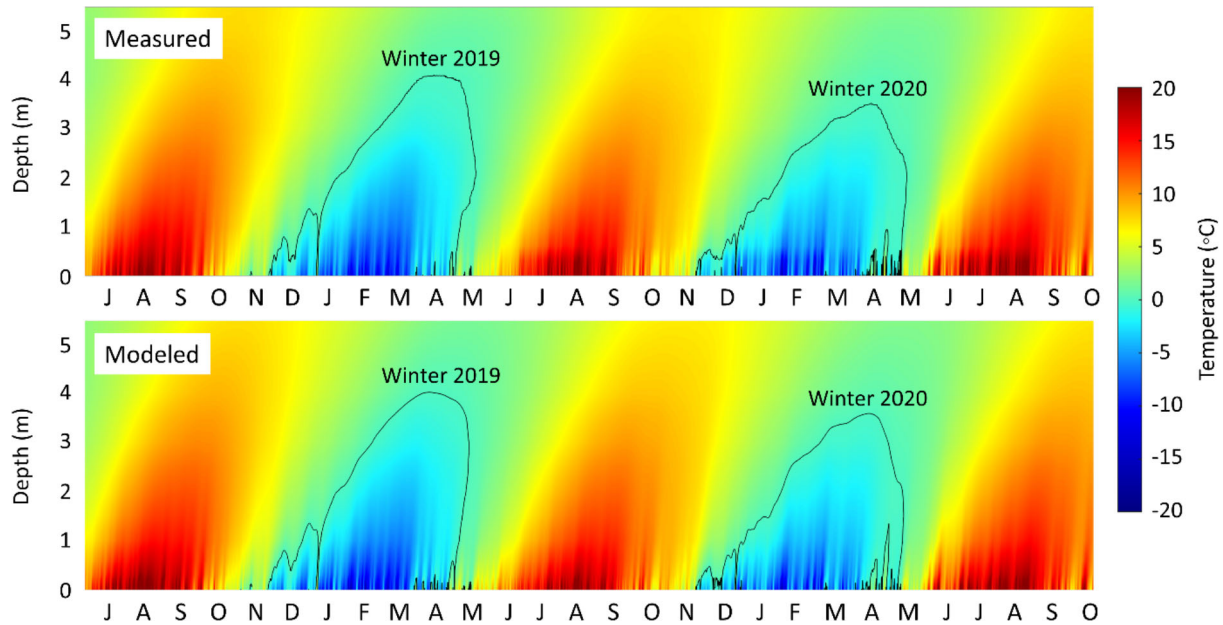 Measured
Winter 2019
Winter 2020
Depth (m)
5
4
3
2
1
0
J A S O N D J F M A M J J A S O N D J F M A M J J A S O
Modeled
Winter 2019
Winter 2020
Depth (m)
5
4
3
2
1
0
J A S O N D J F M A M J J A S O N D J F M A M J J A S O
20
15
10
5
0
-5
-10
-15
-20
Temperature (°C)